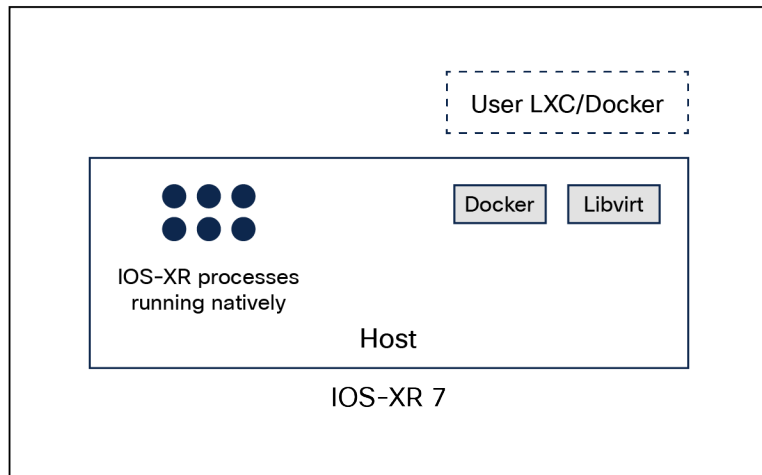 User LXC/Docker
Docker
Libvirt
IOS-XR processes
running natively
Host
IOS-XR 7